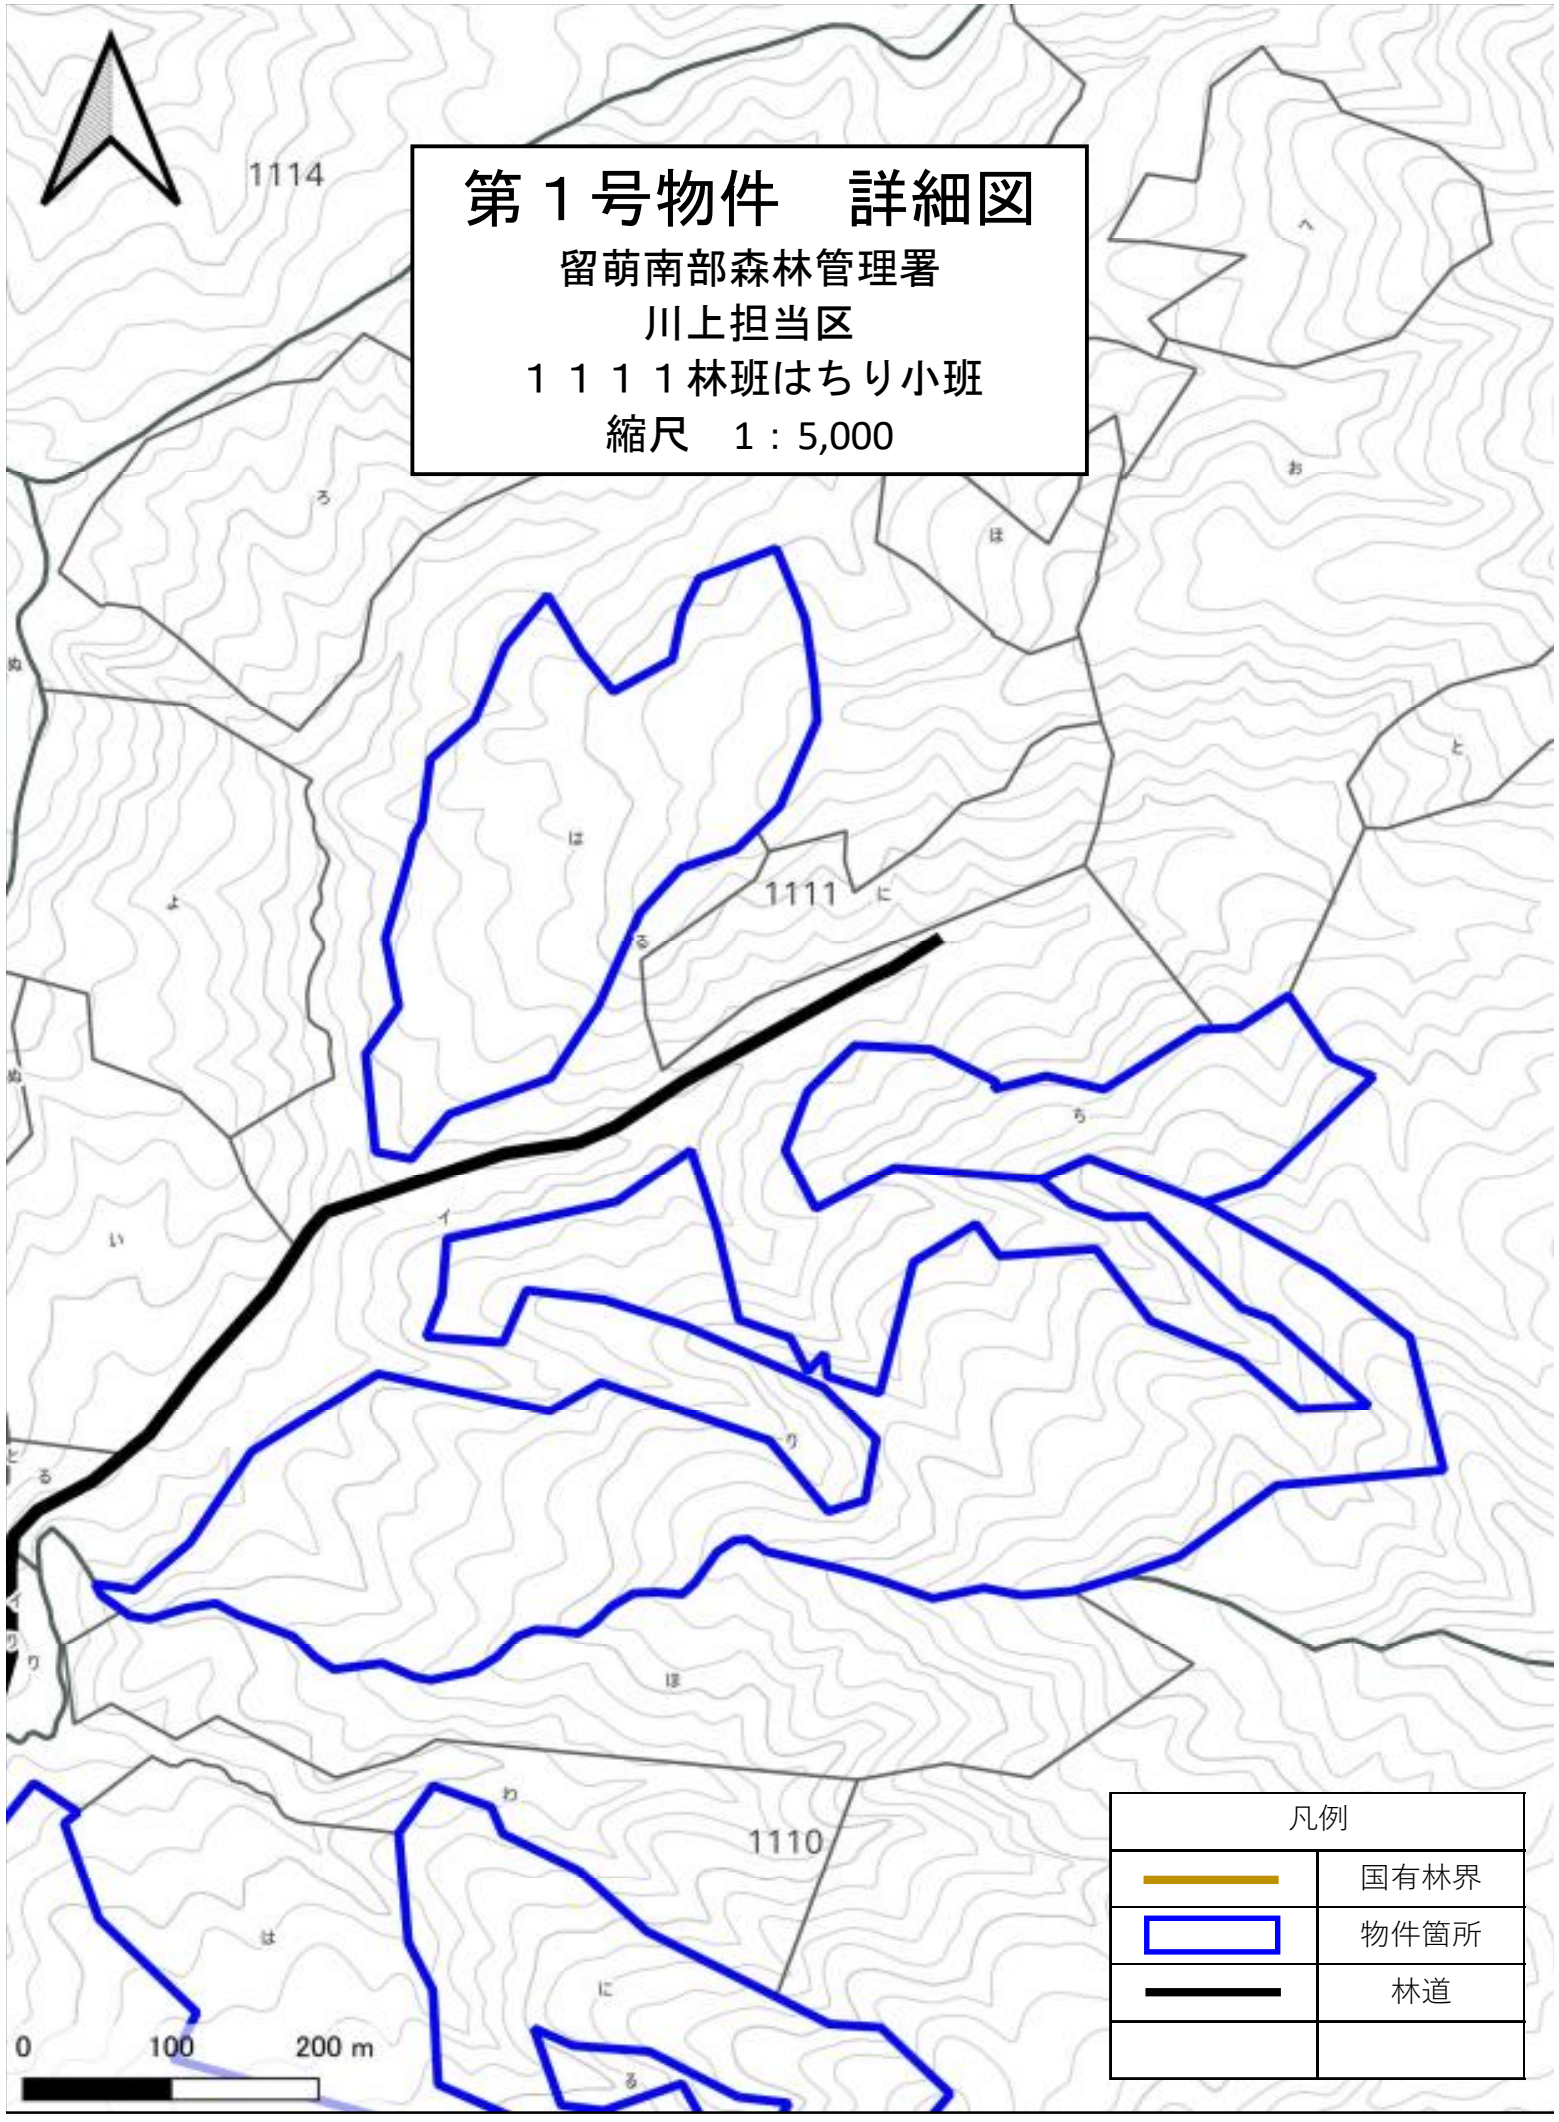 1114
第１号物件　詳細図
留萌南部森林管理署
川上担当区
１１１１林班はちり小班
縮尺　1：5,000
へ
お
ろ
ほ
ぬ
と
は
よ
1111
に
る
ぬ
ち
い
イ
り
と
る
イ
り
り
ほ
わ
1110
は
に
る
凡例
国有林界
物件箇所
林道
0 100 200 m